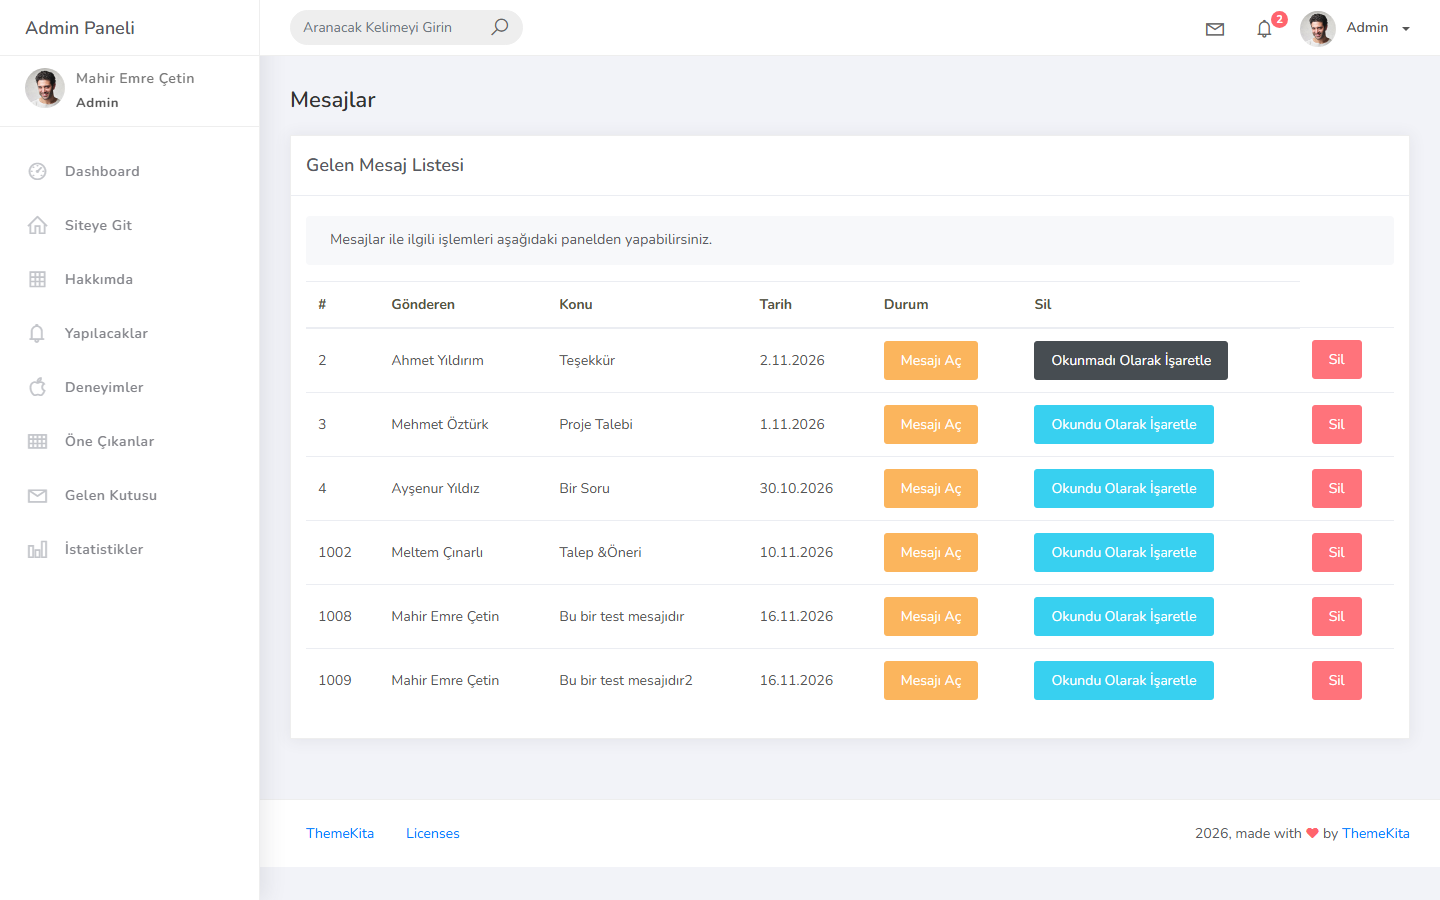 Admin Paneli
Aranacak Kelimeyi Girin
2
Admin
Mahir Emre Çetin
Admin
Dashboard
Siteye Git
Hakkımda
Yapılacaklar
Deneyimler
Öne Çıkanlar
Gelen Kutusu
İstatistikler
Mesajlar
Gelen Mesaj Listesi
Mesajlar ile ilgili işlemleri aşağıdaki panelden yapabilirsiniz.
# Gönderen Konu Tarih Durum Sil
2 Ahmet Yıldırım Teşekkür 2.11.2026 Mesajı Aç Okunmadı Olarak İşaretle Sil
3 Mehmet Öztürk Proje Talebi 1.11.2026 Mesajı Aç Okundu Olarak İşaretle Sil
4 Ayşenur Yıldız Bir Soru 30.10.2026 Mesajı Aç Okundu Olarak İşaretle Sil
1002 Meltem Çınarlı Talep &Öneri 10.11.2026 Mesajı Aç Okundu Olarak İşaretle Sil
1008 Mahir Emre Çetin Bu bir test mesajıdır 16.11.2026 Mesajı Aç Okundu Olarak İşaretle Sil
1009 Mahir Emre Çetin Bu bir test mesajıdır2 16.11.2026 Mesajı Aç Okundu Olarak İşaretle Sil
ThemeKita Licenses 2026, made with ❤ by ThemeKita